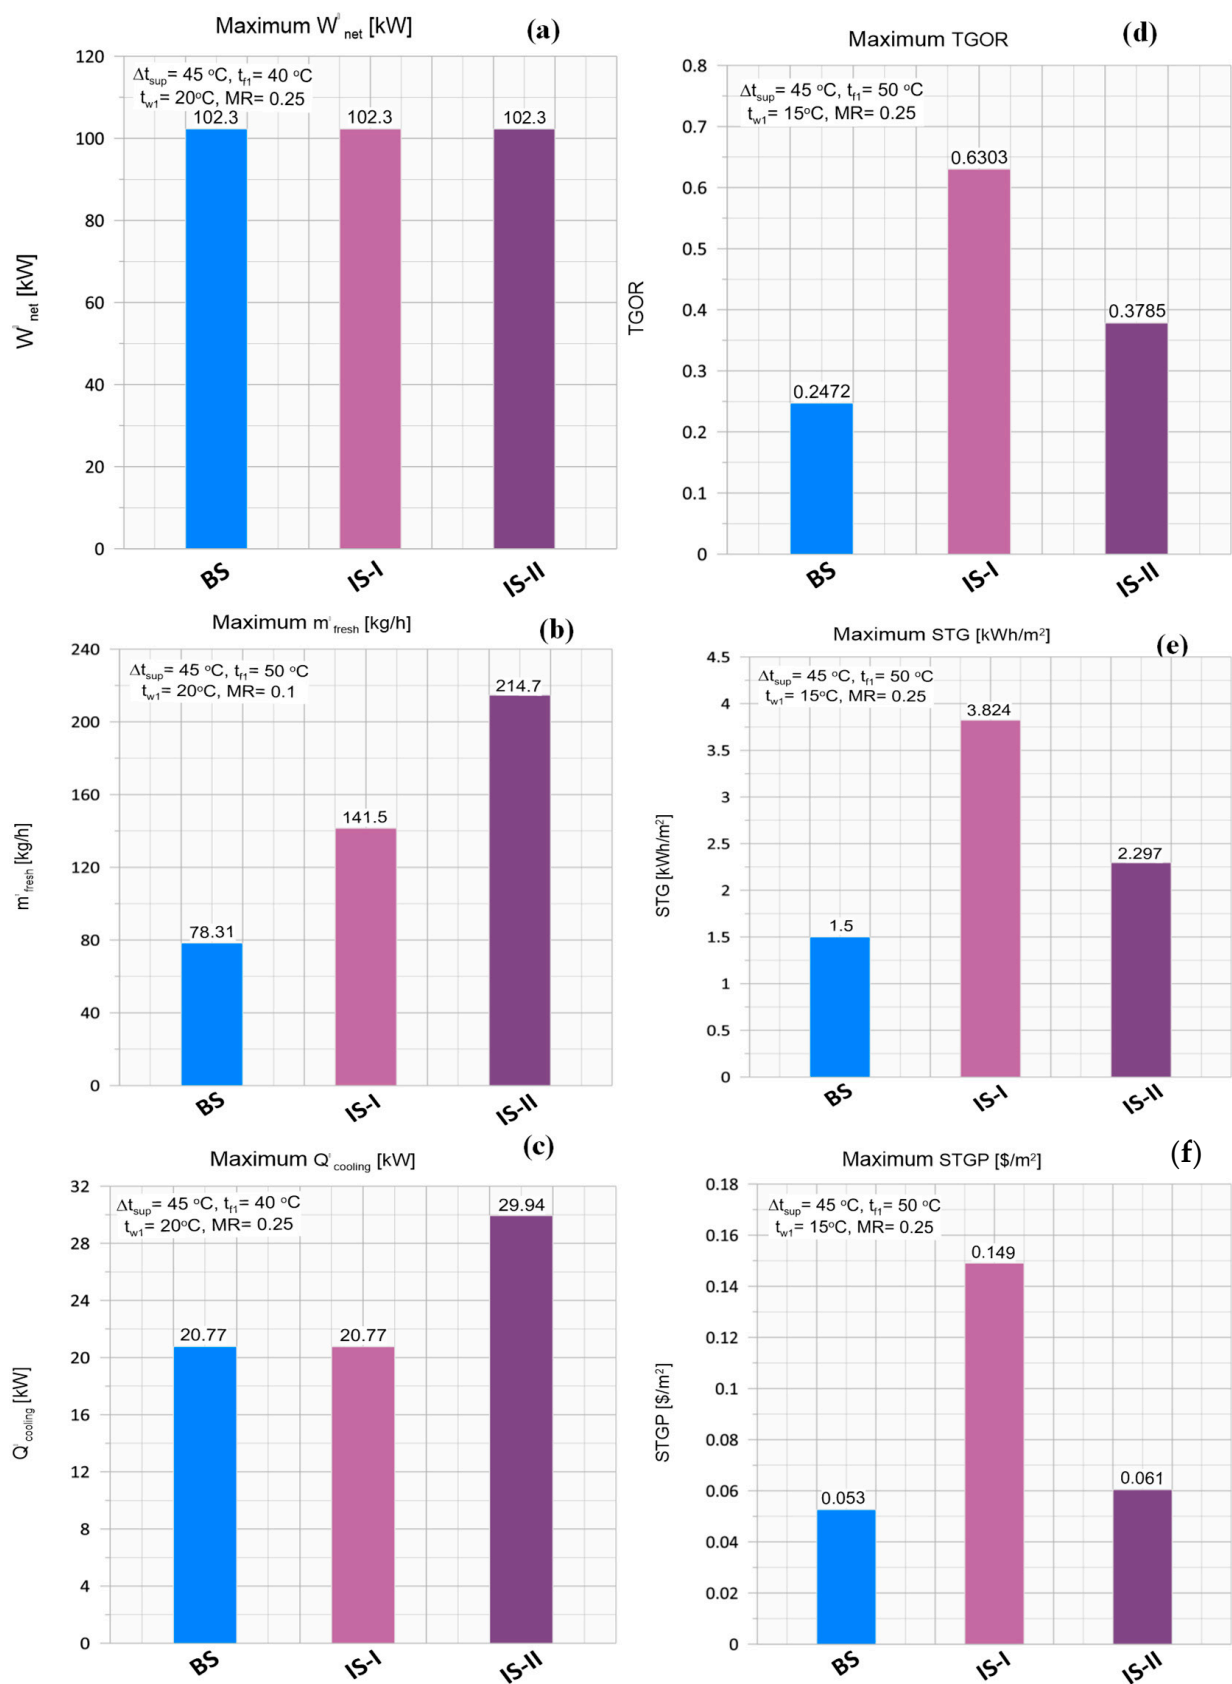 Maximum W‖net [kW]
(a)
Δtsup= 45 °C, tf1= 40 °C
tw1= 20°C, MR= 0.25
120
100
80
60
40
20
0
W‖net [kW]
102.3
102.3
102.3
BS
IS-I
IS-II
Maximum m‖fresh [kg/h]
(b)
Δtsup= 45 °C, tf1= 50 °C
tw1= 20°C, MR= 0.1
240
200
160
120
80
40
0
m‖fresh [kg/h]
78.31
141.5
214.7
BS
IS-I
IS-II
Maximum Q‖cooling [kW]
(c)
Δtsup= 45 °C, tf1= 40 °C
tw1= 20°C, MR= 0.25
32
28
24
20
16
12
8
4
0
Q‖cooling [kW]
20.77
20.77
29.94
BS
IS-I
IS-II
Maximum TGOR
(d)
Δtsup= 45 °C, tf1= 50 °C
tw1= 15°C, MR= 0.25
0.8
0.7
0.6
0.5
0.4
0.3
0.2
0.1
0
TGOR
0.2472
0.6303
0.3785
BS
IS-I
IS-II
Maximum STG [kWh/m²]
(e)
Δtsup= 45 °C, tf1= 50 °C
tw1= 15°C, MR= 0.25
4.5
4
3.5
3
2.5
2
1.5
1
0.5
0
STG [kWh/m²]
1.5
3.824
2.297
BS
IS-I
IS-II
Maximum STGP [$/m²]
(f)
Δtsup= 45 °C, tf1= 50 °C
tw1= 15°C, MR= 0.25
0.18
0.16
0.14
0.12
0.1
0.08
0.06
0.04
0.02
0
STGP [$/m²]
0.053
0.149
0.061
BS
IS-I
IS-II